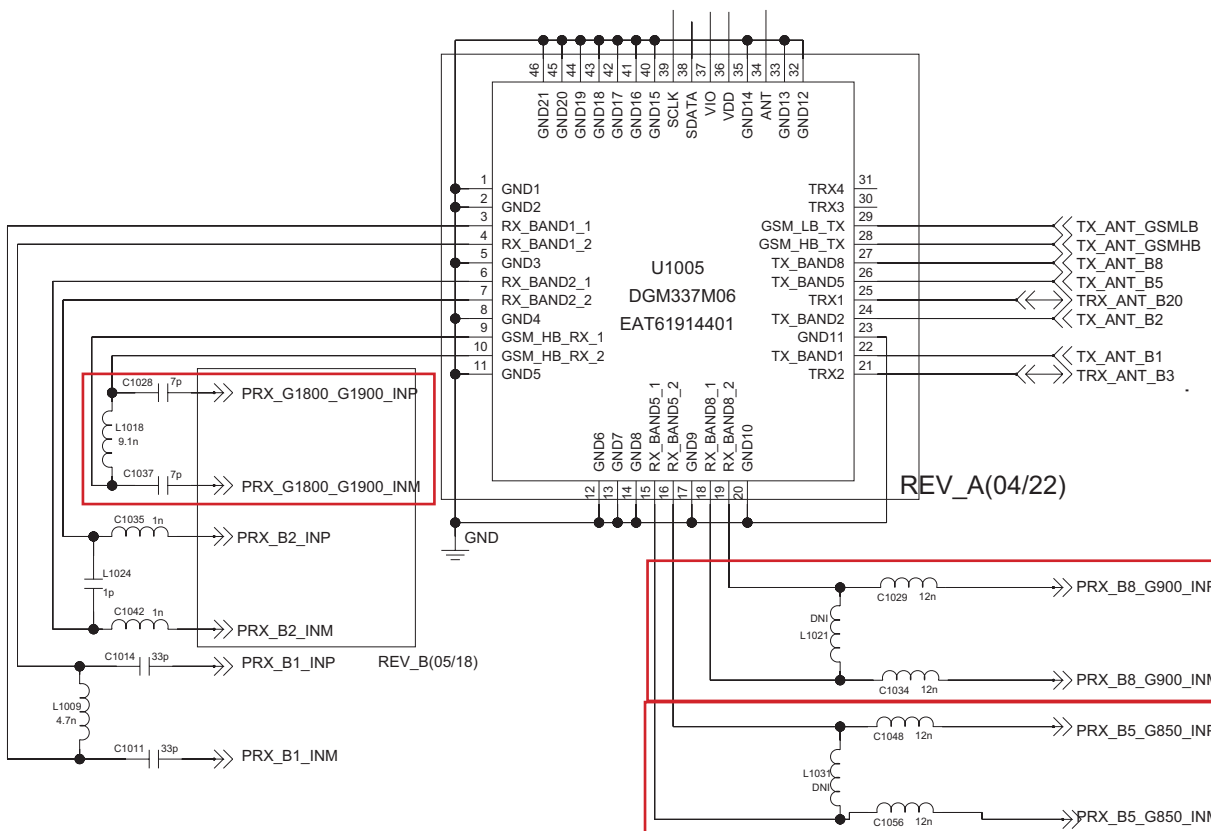 46
45
44
43
42
41
40
39
38
37
36
35
34
33
32
GND21
GND20
GND19
GND18
GND17
GND16
GND15
SCLK
SDATA
VIO
VDD
GND14
ANT
GND13
GND12
1 GND1
2 GND2
3 RX_BAND1_1
4 RX_BAND1_2
5 GND3
6 RX_BAND2_1
7 RX_BAND2_2
8 GND4
9 GSM_HB_RX_1
10 GSM_HB_RX_2
11 GND5
U1005
DGM337M06
EAT61914401
TRX4 31
TRX3 30
GSM_LB_TX 29 TX_ANT_GSMLB
GSM_HB_TX 28 TX_ANT_GSMHB
TX_BAND8 27 TX_ANT_B8
TX_BAND5 26 TX_ANT_B5
TRX1 25 TRX_ANT_B20
TX_BAND2 24 TX_ANT_B2
GND11 23
TX_BAND1 22 TX_ANT_B1
TRX2 21 TRX_ANT_B3
GND6
GND7
GND8
RX_BAND5_1
RX_BAND5_2
GND9
RX_BAND8_1
RX_BAND8_2
GND10
12
13
14
15
16
17
18
19
20
REV_A(04/22)
GND
C1028 7p PRX_G1800_G1900_INP
L1018
9.1n
C1037 7p PRX_G1800_G1900_INM
C1035 1n PRX_B2_INP
L1024
1p
C1042 1n PRX_B2_INM
REV_B(05/18)
C1014 33p PRX_B1_INP
L1009
4.7n
C1011 33p PRX_B1_INM
C1029 12n PRX_B8_G900_INP
DNI
L1021
C1034 12n PRX_B8_G900_INM
C1048 12n PRX_B5_G850_INP
L1031
DNI
C1056 12n PRX_B5_G850_INM